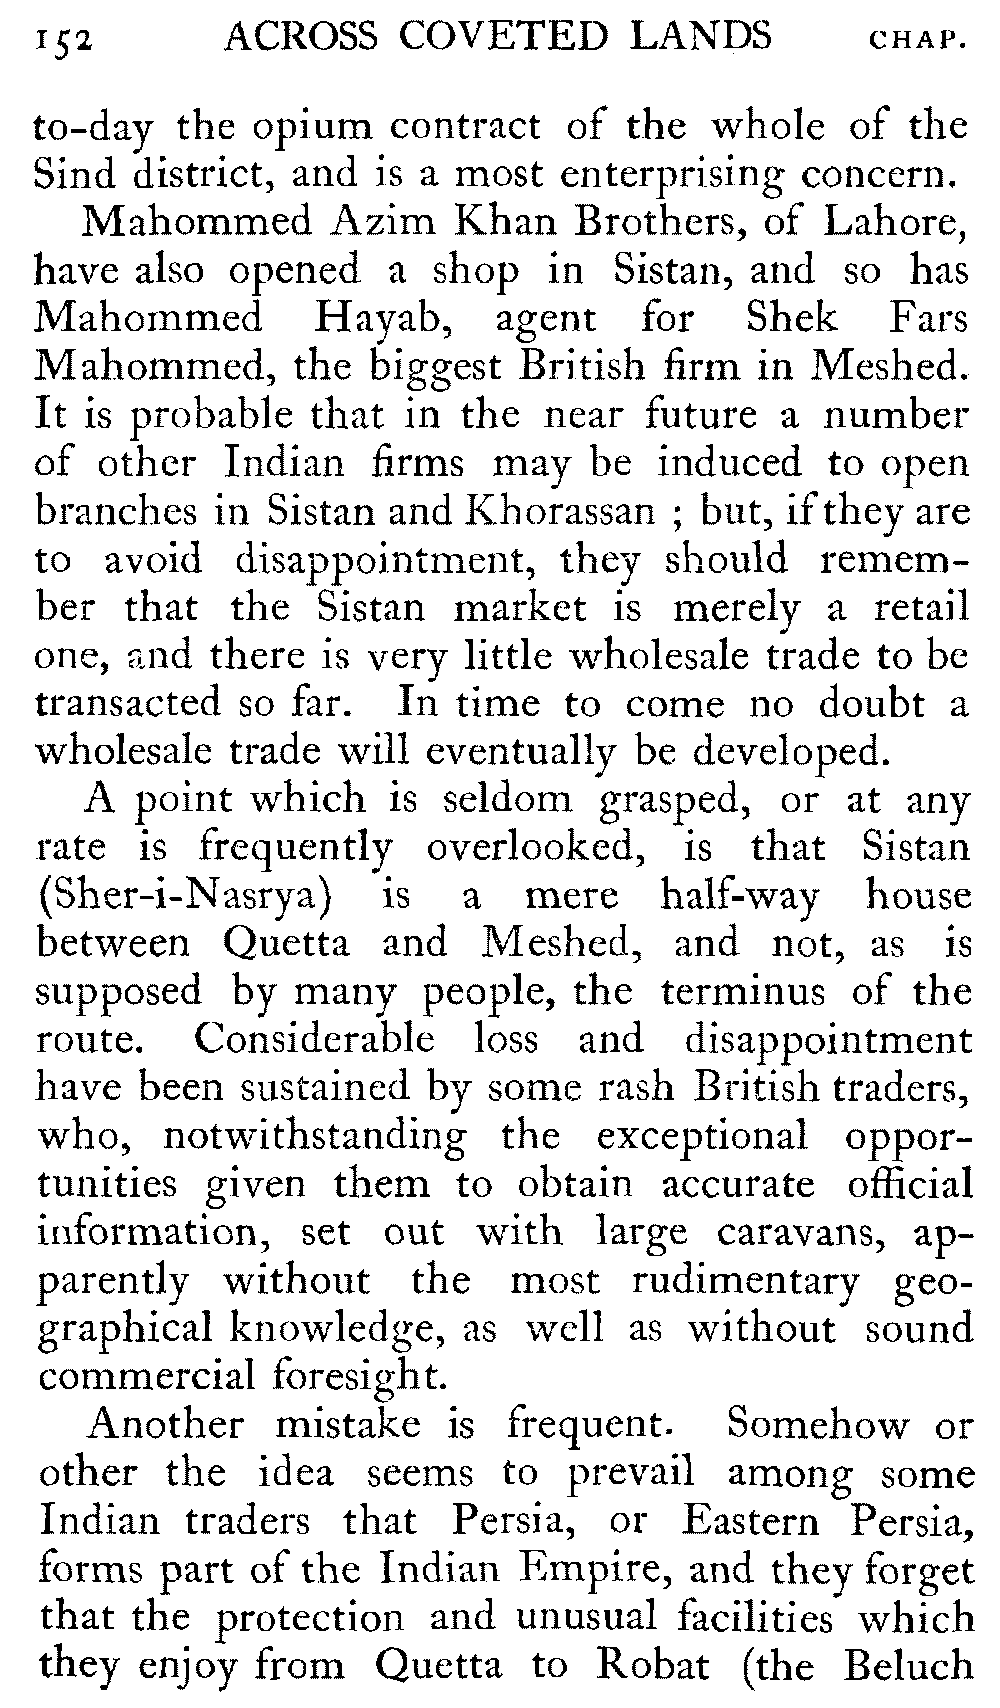 152 ACROSS COVETED LANDS CHAP.
to-day the opium contract of the whole of the
Sind district, and is a most enterprising concern.
Mahommed Azim Khan Brothers, of Lahore,
have also opened a shop in Sistan, and so has
Mahommed Hayab, agent for Shek Fars
Mahommed, the biggest British firm in Meshed.
It is probable that in the near future a number
of other Indian firms may be induced to open
branches in Sistan and Khorassan ; but, if they are
to avoid disappointment, they should remem-
ber that the Sistan market is merely a retail
one, and there is very little wholesale trade to be
transacted so far. In time to come no doubt a
wholesale trade will eventually be developed.
A point which is seldom grasped, or at any
rate is frequently overlooked, is that Sistan
(Sher-i-Nasrya) is a mere half-way house
between Quetta and Meshed, and not, as is
supposed by many people, the terminus of the
route. Considerable loss and disappointment
have been sustained by some rash British traders,
who, notwithstanding the exceptional oppor-
tunities given them to obtain accurate official
information, set out with large caravans, ap-
parently without the most rudimentary geo-
graphical knowledge, as well as without sound
commercial foresight.
Another mistake is frequent. Somehow or
other the idea seems to prevail among some
Indian traders that Persia, or Eastern Persia,
forms part of the Indian Empire, and they forget
that the protection and unusual facilities which
they enjoy from Quetta to Robat (the Beluch